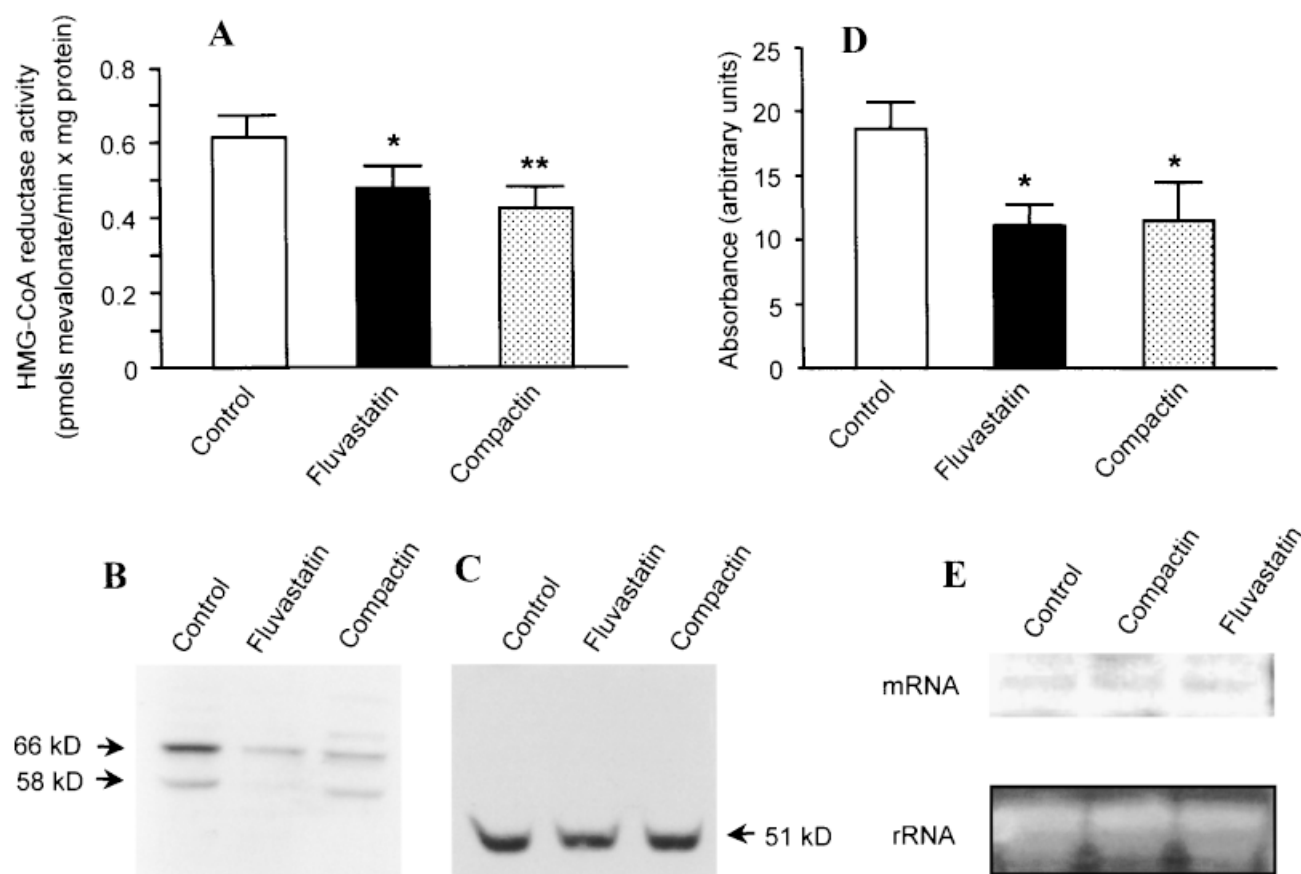 A
HMG-CoA reductase activity
(pmols mevalonate/min x mg protein)
0.8
0.6
0.4
0.2
0
*
**
Control
Fluvastatin
Compactin
D
Absorbance (arbitrary units)
25
20
15
10
5
0
*
*
Control
Fluvastatin
Compactin
B
Control
Fluvastatin
Compactin
66 kD
58 kD
C
Control
Fluvastatin
Compactin
51 kD
E
Control
Compactin
Fluvastatin
mRNA
rRNA